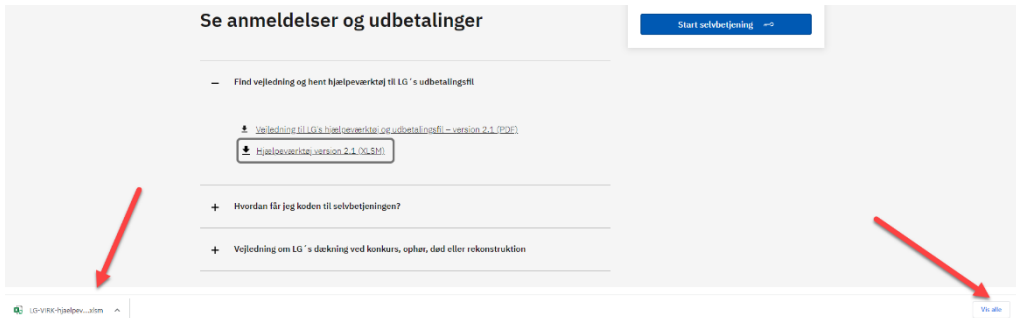 Se anmeldelser og udbetalinger
Start selvbetjening
Find vejledning og hent hjælpeværktøj til LG´s udbetalingsfil
Vejledning til LG's hjælpeværktøj og udbetalingsfil – version 2.1 (PDF)
Hjælpeværktøj version 2.1 (XLSM)
Hvordan får jeg koden til selvbetjeningen?
Vejledning om LG´s dækning ved konkurs, ophør, død eller rekonstruktion
LG-VIRK-hjaelpev....xlsm
Vis alle